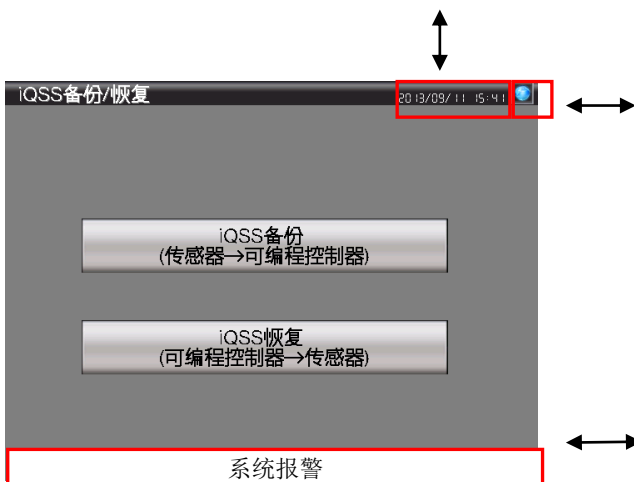 iQSS备份/恢复
2013/09/11 15:41
iQSS备份
(传感器→可编程控制器)
iQSS恢复
(可编程控制器→传感器)
系统报警